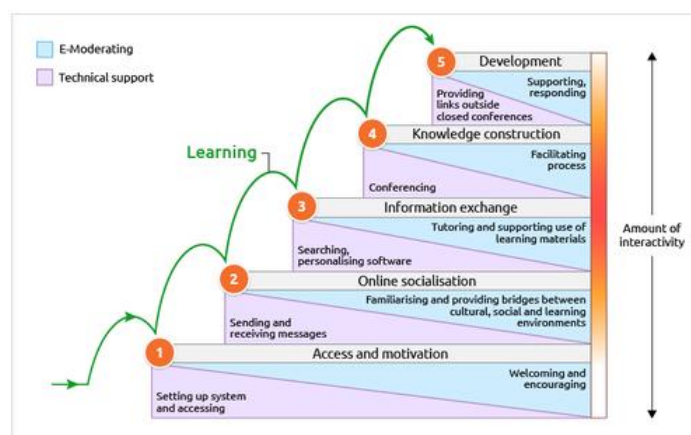 E-Moderating
Technical support
Learning
5
Development
Supporting,
responding
Providing
links outside
closed conferences
4
Knowledge construction
Facilitating
process
Conferencing
3
Information exchange
Tutoring and supporting use of
learning materials
Searching,
personalising software
2
Online socialisation
Familiarising and providing bridges between
cultural, social and learning
environments
Sending and
receiving messages
1
Access and motivation
Welcoming and
encouraging
Setting up system
and accessing
Amount of
interactivity